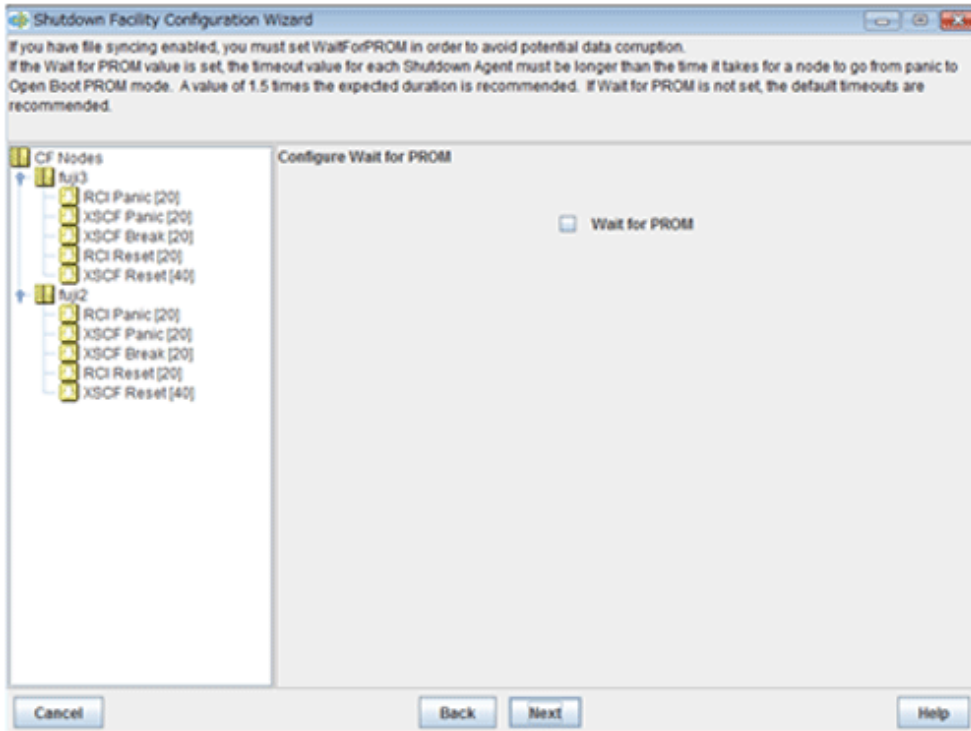 Shutdown Facility Configuration Wizard
If you have file syncing enabled, you must set WaitForPROM in order to avoid potential data corruption.
If the Wait for PROM value is set, the timeout value for each Shutdown Agent must be longer than the time it takes for a node to go from panic to
Open Boot PROM mode. A value of 1.5 times the expected duration is recommended. If Wait for PROM is not set, the default timeouts are
recommended.
CF Nodes
fuji3
RCI Panic [20]
XSCF Panic [20]
XSCF Break [20]
RCI Reset [20]
XSCF Reset [40]
fuji2
RCI Panic [20]
XSCF Panic [20]
XSCF Break [20]
RCI Reset [20]
XSCF Reset [40]
Configure Wait for PROM
Wait for PROM
Cancel Back Next Help